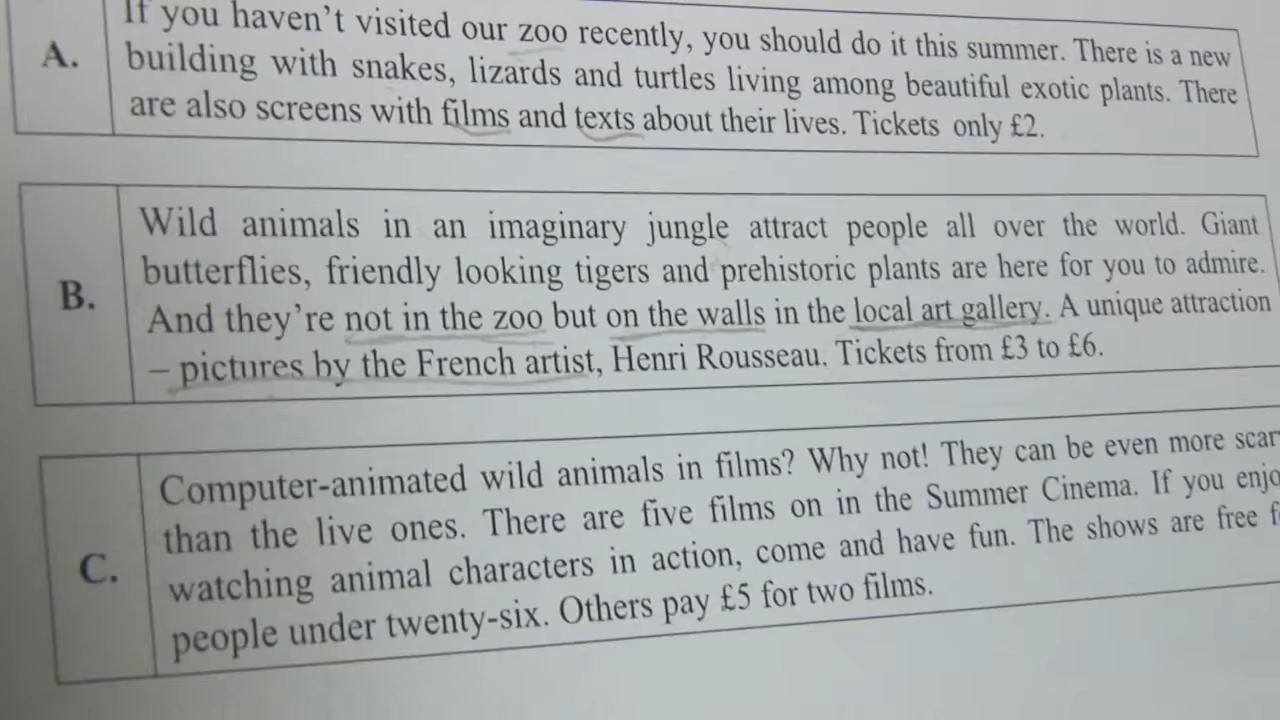 A.
If you haven't visited our zoo recently, you should do it this summer. There is a new
building with snakes, lizards and turtles living among beautiful exotic plants. There
are also screens with films and texts about their lives. Tickets only £2.
B.
Wild animals in an imaginary jungle attract people all over the world. Giant
butterflies, friendly looking tigers and prehistoric plants are here for you to admire.
And they're not in the zoo but on the walls in the local art gallery. A unique attraction
– pictures by the French artist, Henri Rousseau. Tickets from £3 to £6.
C.
Computer-animated wild animals in films? Why not! They can be even more
than the live ones. There are five films on in the Summer Cinema. If you
watching animal characters in action, come and have fun. The shows are free
people under twenty-six. Others pay £5 for two films.